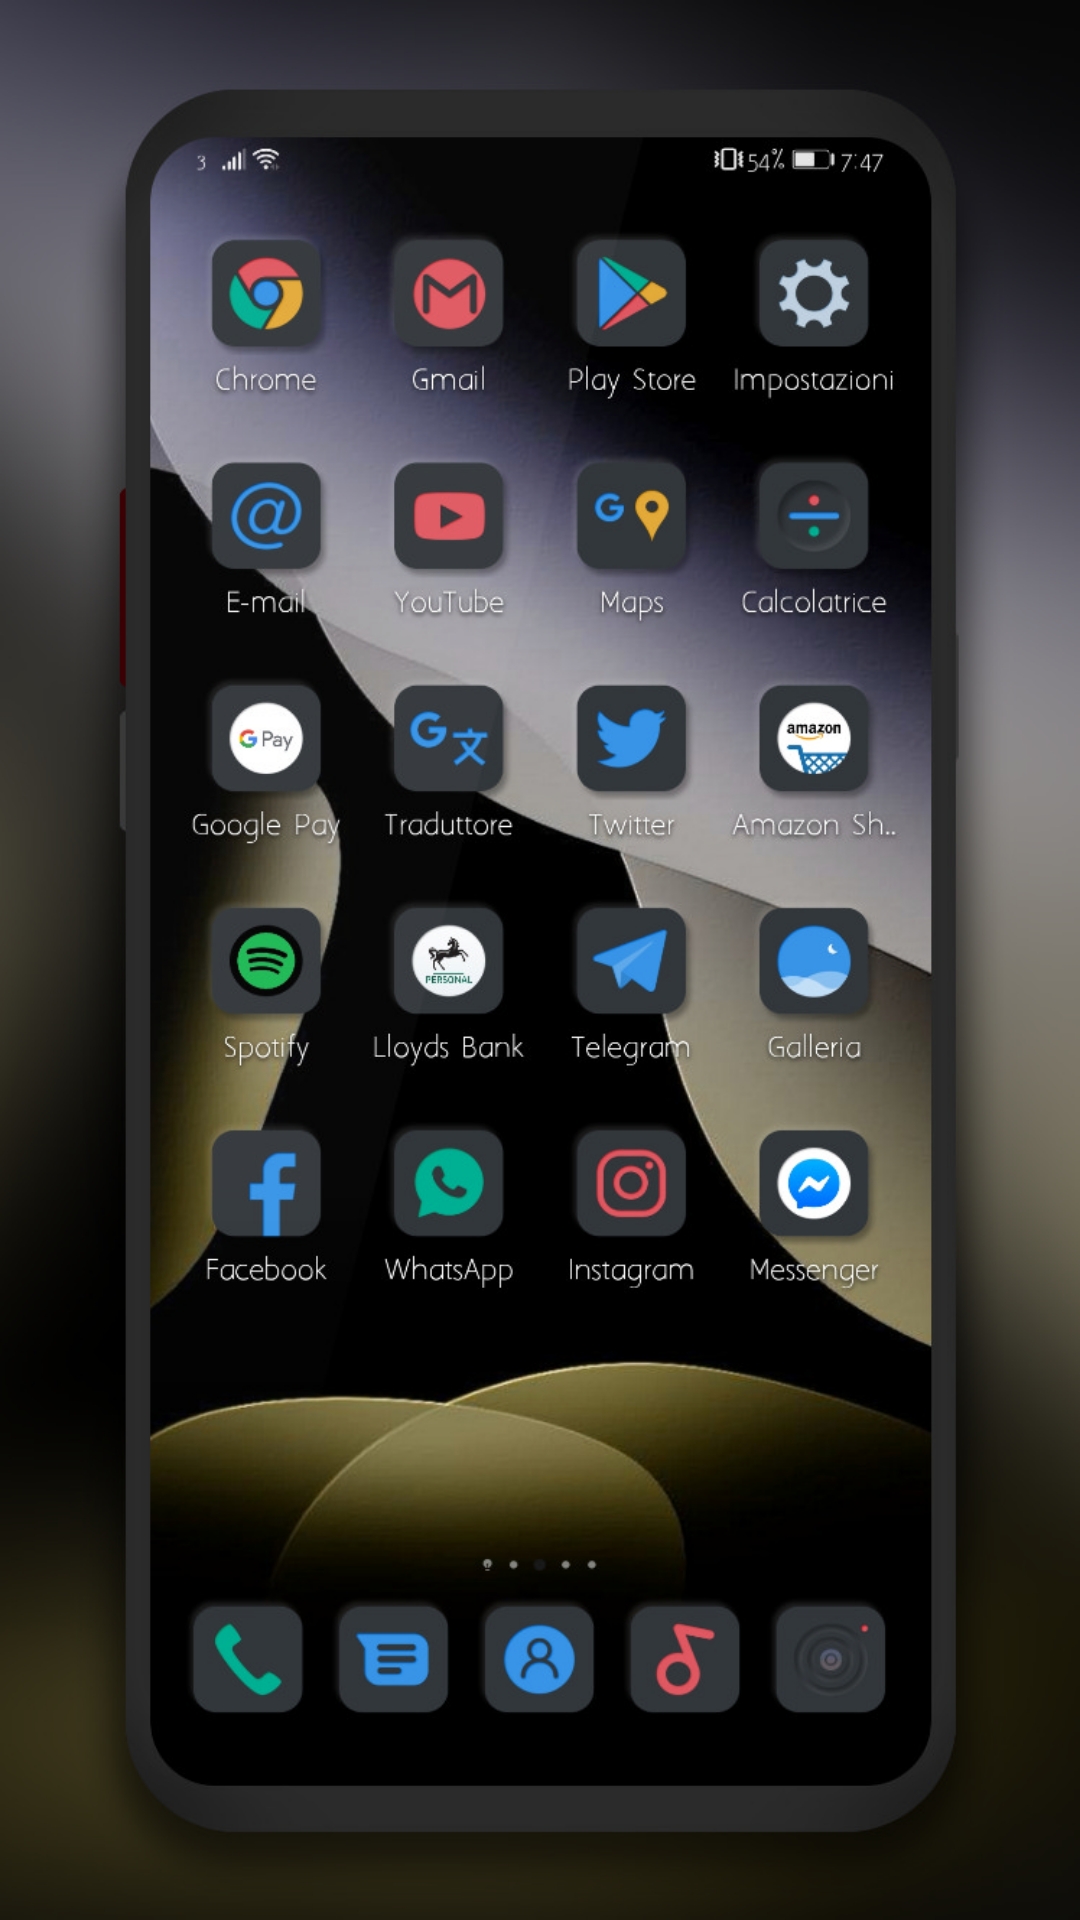 3 54% 7:47
Chrome Gmail Play Store Impostazioni
E-mail YouTube Maps Calcolatrice
G Pay amazon
Google Pay Traduttore Twitter Amazon Sh..
PERSONAL
Spotify Lloyds Bank Telegram Galleria
Facebook WhatsApp Instagram Messenger